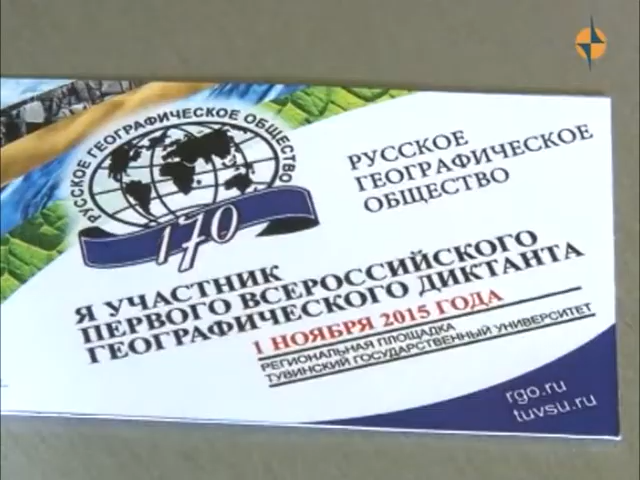 РУССКОЕ ГЕОГРАФИЧЕСКОЕ ОБЩЕСТВО
170
РУССКОЕ
ГЕОГРАФИЧЕСКОЕ
ОБЩЕСТВО
Я УЧАСТНИК
ПЕРВОГО ВСЕРОССИЙСКОГО
ГЕОГРАФИЧЕСКОГО ДИКТАНТА
1 НОЯБРЯ 2015 ГОДА
РЕГИОНАЛЬНАЯ ПЛОЩАДКА
ТУВИНСКИЙ ГОСУДАРСТВЕННЫЙ УНИВЕРСИТЕТ
rgo.ru
tuvsu.ru